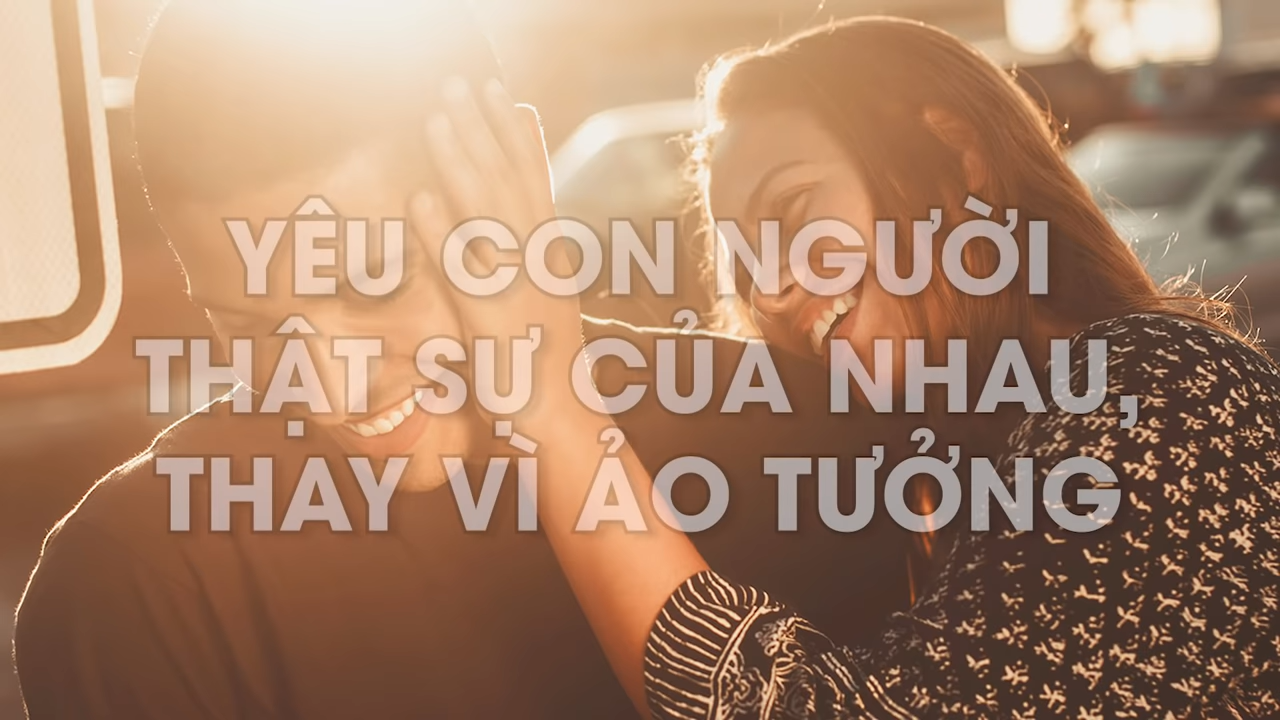 YÊU CON NGƯỜI
THẬT SỰ CỦA NHAU,
THAY VÌ ẢO TƯỞNG